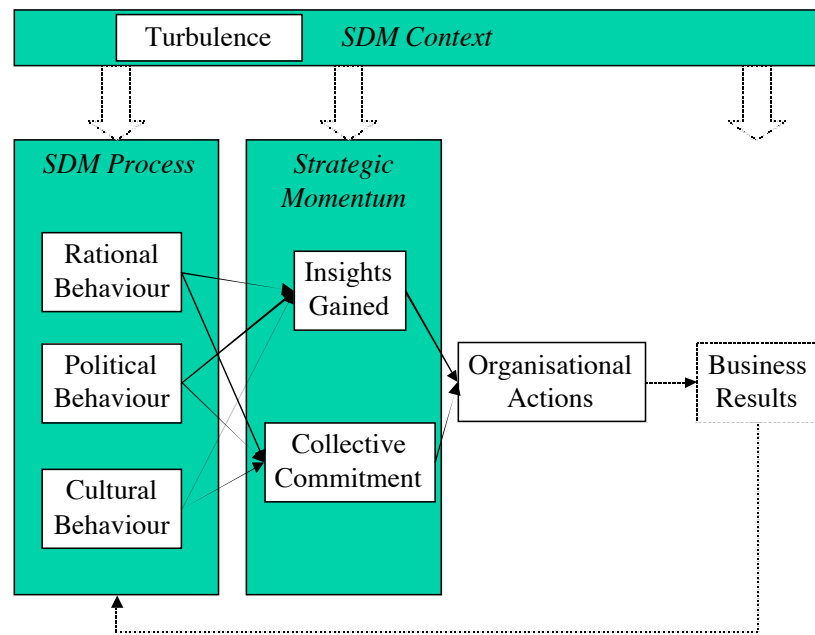 Turbulence
SDM Context
SDM Process
Strategic
Momentum
Rational
Behaviour
Insights
Gained
Political
Behaviour
Organisational
Actions
Business
Results
Collective
Commitment
Cultural
Behaviour